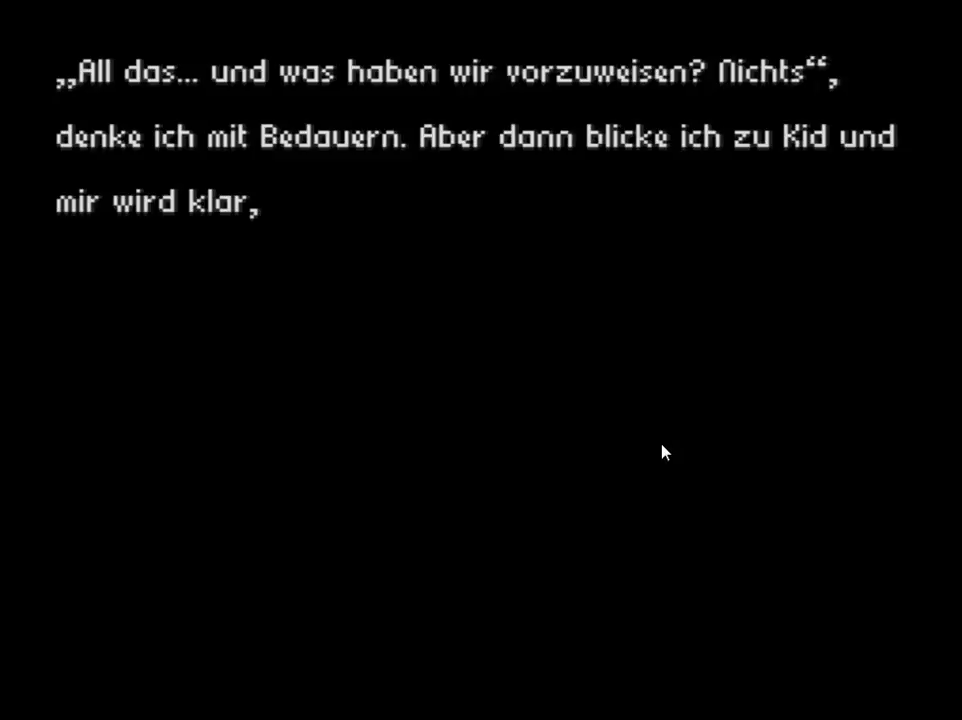 „All das... und was haben wir vorzuweisen? Nichts“,
denke ich mit Bedauern. Aber dann blicke ich zu Kid und
mir wird klar,